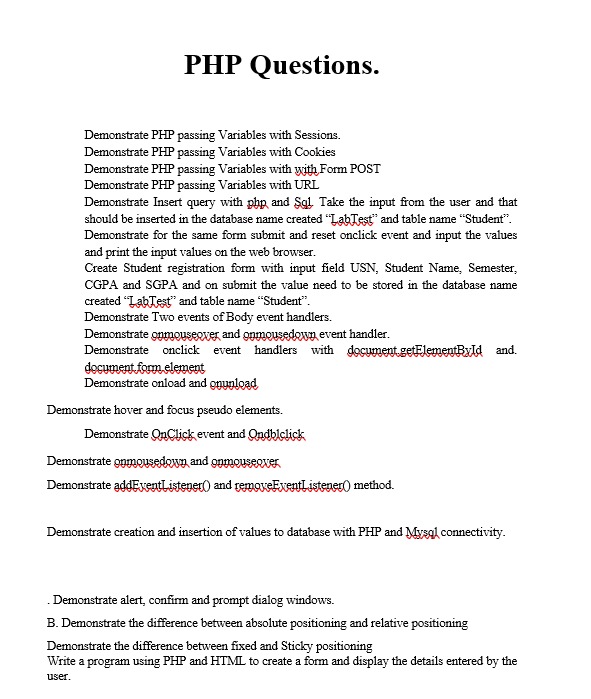 PHP Questions.
Demonstrate PHP passing Variables with Sessions.
Demonstrate PHP passing Variables with Cookies
Demonstrate PHP passing Variables with with Form POST
Demonstrate PHP passing Variables with URL
Demonstrate Insert query with php and Sql. Take the input from the user and that
should be inserted in the database name created “LabTest” and table name “Student”.
Demonstrate for the same form submit and reset onclick event and input the values
and print the input values on the web browser.
Create Student registration form with input field USN, Student Name, Semester,
CGPA and SGPA and on submit the value need to be stored in the database name
created “LabTest” and table name “Student”.
Demonstrate Two events of Body event handlers.
Demonstrate onmouseover and onmousedown event handler.
Demonstrate onclick event handlers with document.getElementById and.
document.form.element
Demonstrate onload and onunload.
Demonstrate hover and focus pseudo elements.
Demonstrate OnClick event and Ondblclick
Demonstrate onmousedown and onmouseover
Demonstrate addEventListener() and removeEventListener() method.
Demonstrate creation and insertion of values to database with PHP and Mysql connectivity.
. Demonstrate alert, confirm and prompt dialog windows.
B. Demonstrate the difference between absolute positioning and relative positioning
Demonstrate the difference between fixed and Sticky positioning
Write a program using PHP and HTML to create a form and display the details entered by the
user.